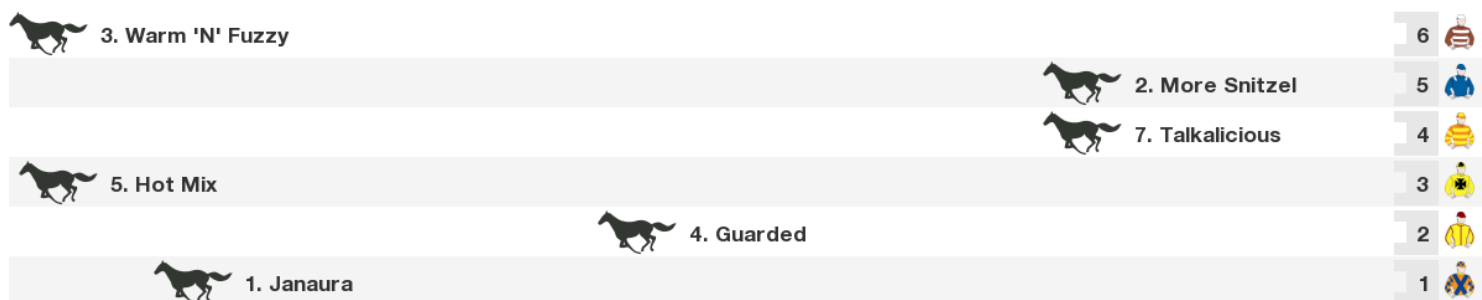 3. Warm 'N' Fuzzy 6
2. More Snitzel 5
7. Talkalicious 4
5. Hot Mix 3
4. Guarded 2
1. Janaura 1